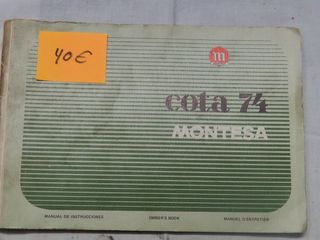 40€
m
cota 74
MONTESA
MANUAL DE INSTRUCCIONES OWNER'S BOOK MANUEL D'ENTRETIEN